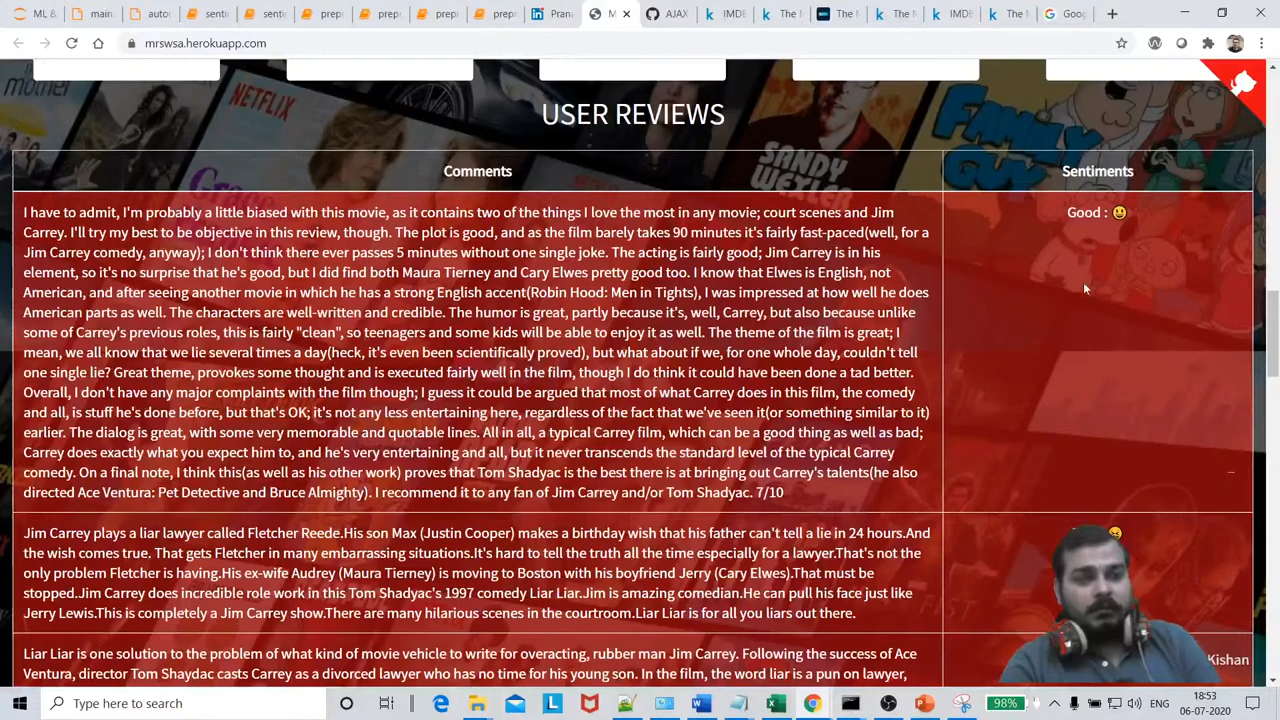 ML &
senti
Sent
senti
prep
prep
prep
Pran
M
AJAX
IMDE
The M
The M
The N
IMDE
The N
Goog
mrswsa.herokuapp.com
mother
NETFLIX
Grace
SANDY
WEXLER
FAMILY
GUY
USER REVIEWS
Comments
Sentiments
I have to admit, I'm probably a little biased with this movie, as it contains two of the things I love the most in any movie; court scenes and Jim
Good :
Carrey. I'll try my best to be objective in this review, though. The plot is good, and as the film barely takes 90 minutes it's fairly fast-paced(well, for a
Jim Carrey comedy, anyway); I don't think there ever passes 5 minutes without one single joke. The acting is fairly good; Jim Carrey is in his
element, so it's no surprise that he's good, but I did find both Maura Tierney and Cary Elwes pretty good too. I know that Elwes is English, not
American, and after seeing another movie in which he has a strong English accent(Robin Hood: Men in Tights), I was impressed at how well he does
American parts as well. The characters are well-written and credible. The humor is great, partly because it's, well, Carrey, but also because unlike
some of Carrey's previous roles, this is fairly "clean", so teenagers and some kids will be able to enjoy it as well. The theme of the film is great; I
mean, we all know that we lie several times a day(heck, it's even been scientifically proved), but what about if we, for one whole day, couldn't tell
one single lie? Great theme, provokes some thought and is executed fairly well in the film, though I do think it could have been done a tad better.
Overall, I don't have any major complaints with the film though; I guess it could be argued that most of what Carrey does in this film, the comedy
and all, is stuff he's done before, but that's OK; it's not any less entertaining here, regardless of the fact that we've seen it(or something similar to it)
earlier. The dialog is great, with some very memorable and quotable lines. All in all, a typical Carrey film, which can be a good thing as well as bad;
Carrey does exactly what you expect him to, and he's very entertaining and all, but it never transcends the standard level of the typical Carrey
comedy. On a final note, I think this(as well as his other work) proves that Tom Shadyac is the best there is at bringing out Carrey's talents(he also
directed Ace Ventura: Pet Detective and Bruce Almighty). I recommend it to any fan of Jim Carrey and/or Tom Shadyac. 7/10
Jim Carrey plays a liar lawyer called Fletcher Reede.His son Max (Justin Cooper) makes a birthday wish that his father can't tell a lie in 24 hours.And
the wish comes true. That gets Fletcher in many embarrassing situations.It's hard to tell the truth all the time especially for a lawyer.That's not the
only problem Fletcher is having.His ex-wife Audrey (Maura Tierney) is moving to Boston with his boyfriend Jerry (Cary Elwes).That must be
stopped.Jim Carrey does incredible role work in this Tom Shadyac's 1997 comedy Liar Liar.Jim is amazing comedian.He can pull his face just like
Jerry Lewis.This is completely a Jim Carrey show.There are many hilarious scenes in the courtroom.Liar Liar is for all you liars out there.
Liar Liar is one solution to the problem of what kind of movie vehicle to write for overacting, rubber man Jim Carrey. Following the success of Ace
Ventura, director Tom Shaydac casts Carrey as a divorced lawyer who has no time for his young son. In the film, the word liar is a pun on lawyer,
Kishan
Type here to search
98%
ENG
18:53
06-07-2020